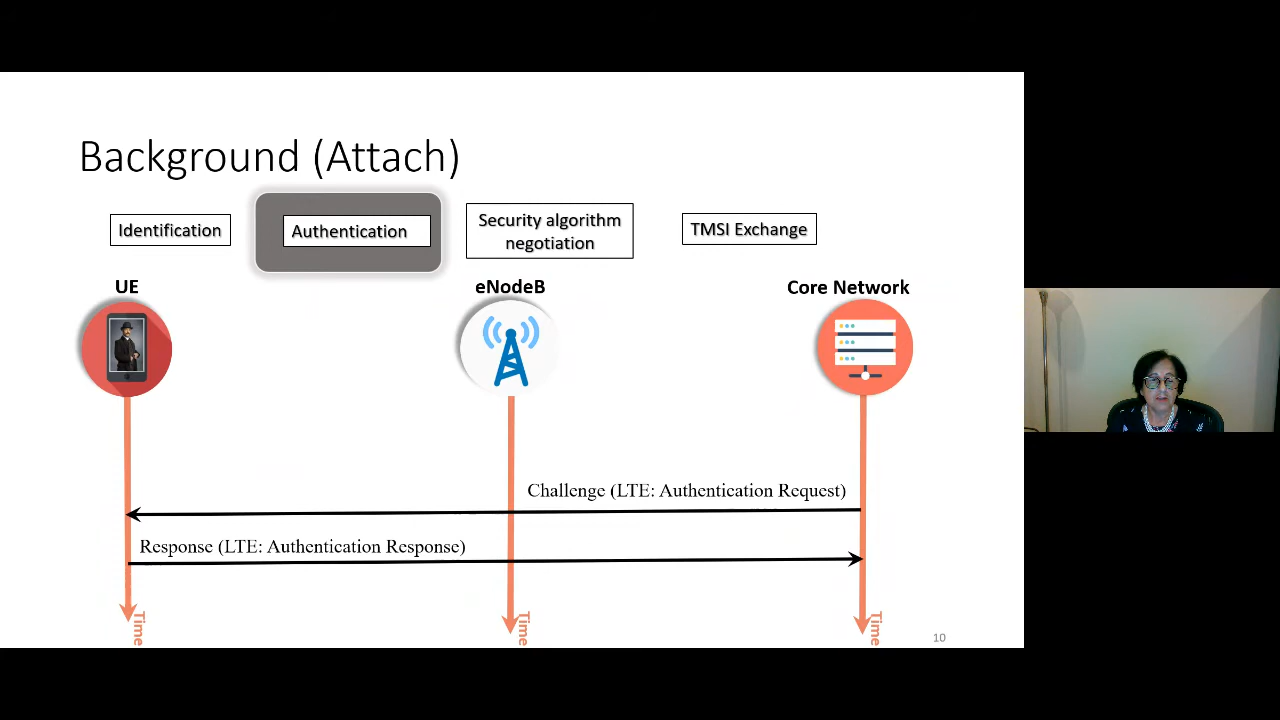 Background (Attach)
Identification
Authentication
Security algorithm
negotiation
TMSI Exchange
UE
eNodeB
Core Network
Challenge (LTE: Authentication Request)
Response (LTE: Authentication Response)
Time
Time
Time
10